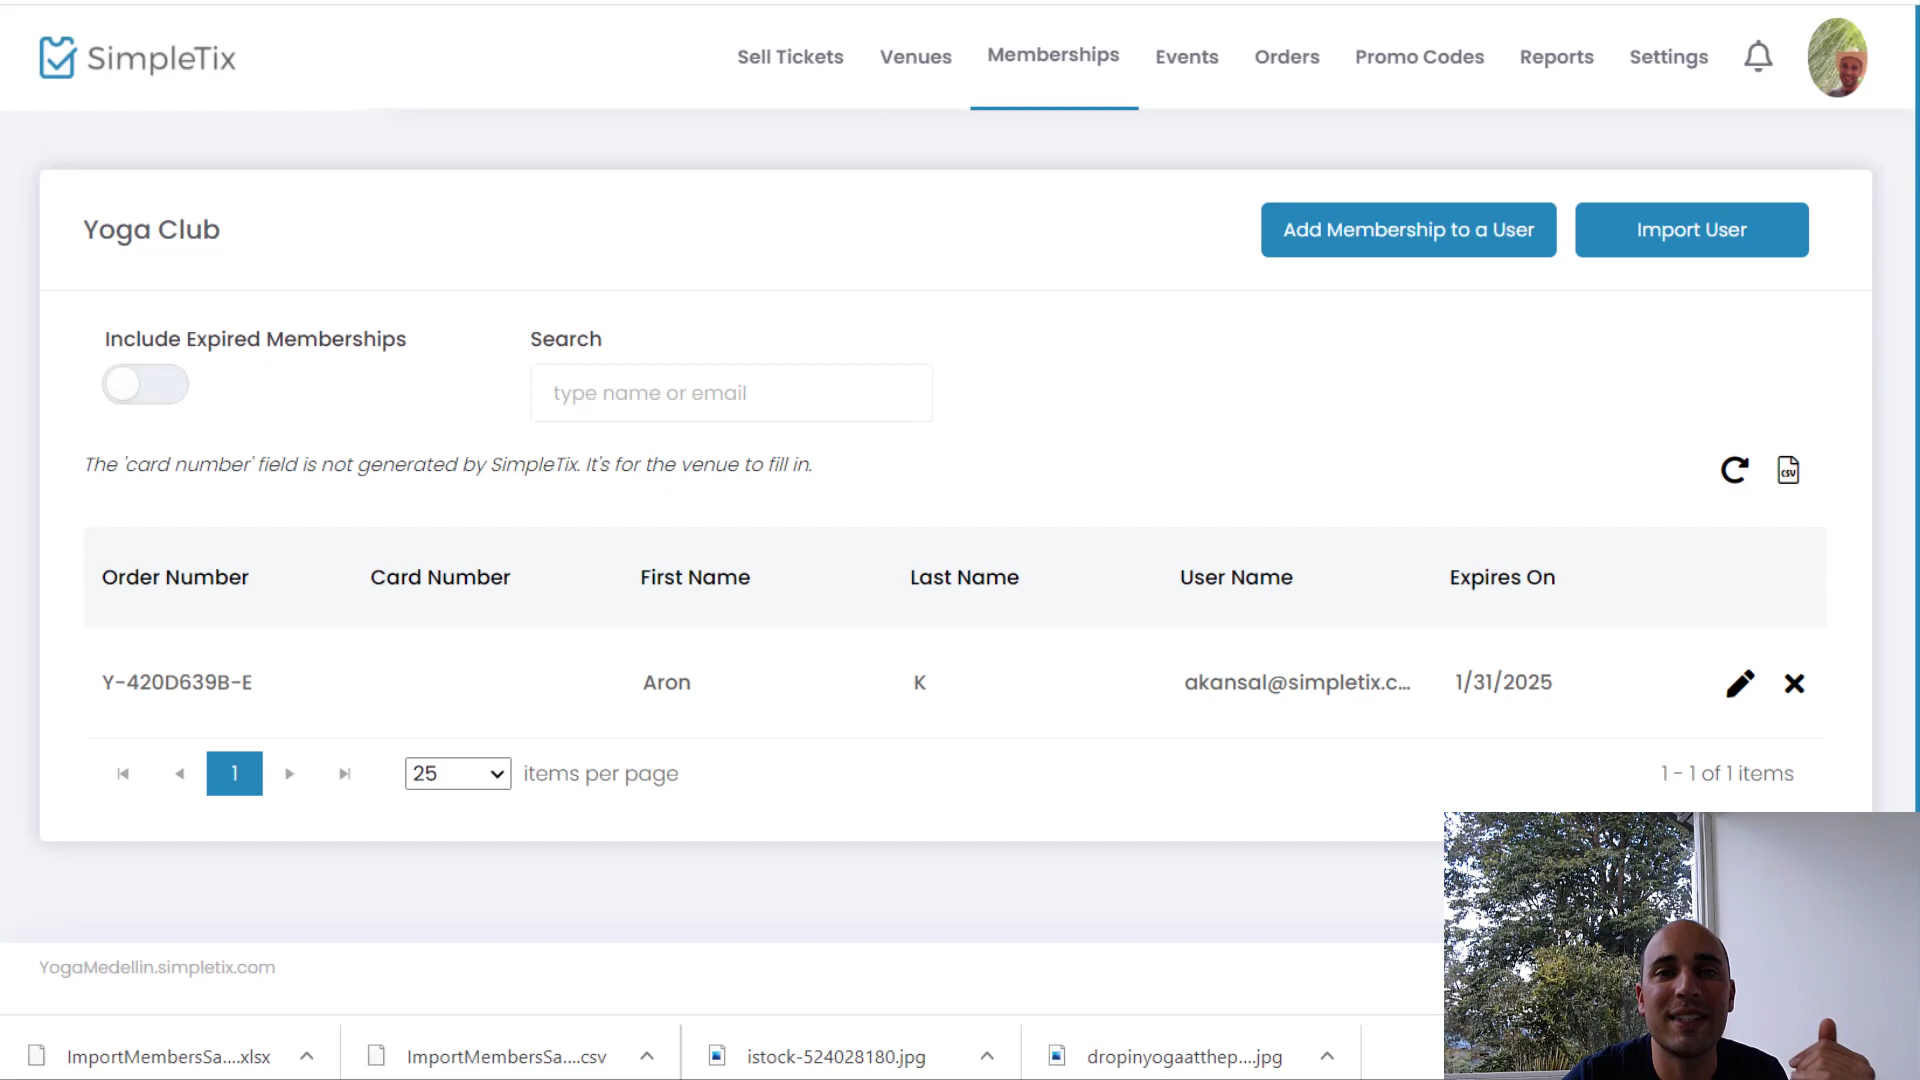 SimpleTix
Sell Tickets Venues Memberships Events Orders Promo Codes Reports Settings
Yoga Club
Add Membership to a User
Import User
Include Expired Memberships
Search
type name or email
The 'card number' field is not generated by SimpleTix. It's for the venue to fill in.
CSV
Order Number Card Number First Name Last Name User Name Expires On
Y-420D639B-E Aron K akansal@simpletix.c... 1/31/2025
1 25 items per page 1 - 1 of 1 items
YogaMedellin.simpletix.com
ImportMembersSa....xlsx ImportMembersSa....csv istock-524028180.jpg dropinyogaatthep....jpg